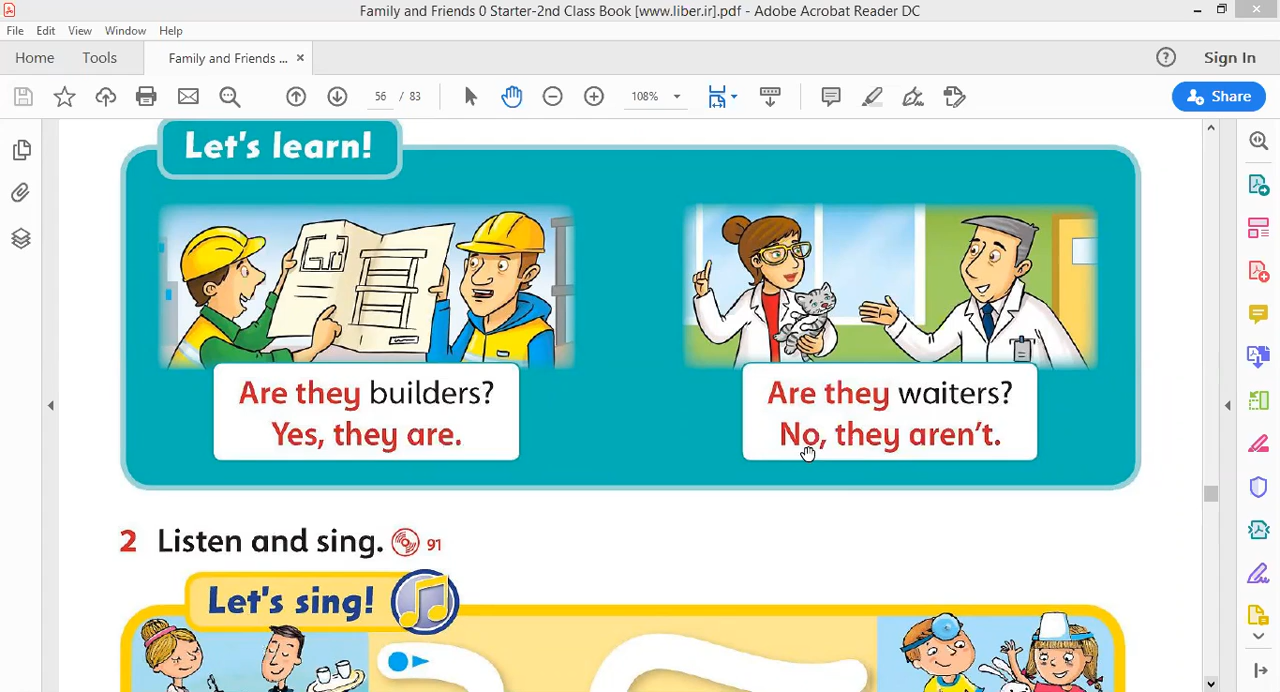 Family and Friends 0 Starter-2nd Class Book [www.liber.ir].pdf - Adobe Acrobat Reader DC
File Edit View Window Help
Home Tools Family and Friends ... ×
56 / 83 108% Share
? Sign In
Let's learn!
Are they builders?
Yes, they are.
Are they waiters?
No, they aren't.
2 Listen and sing. 91
Let's sing!